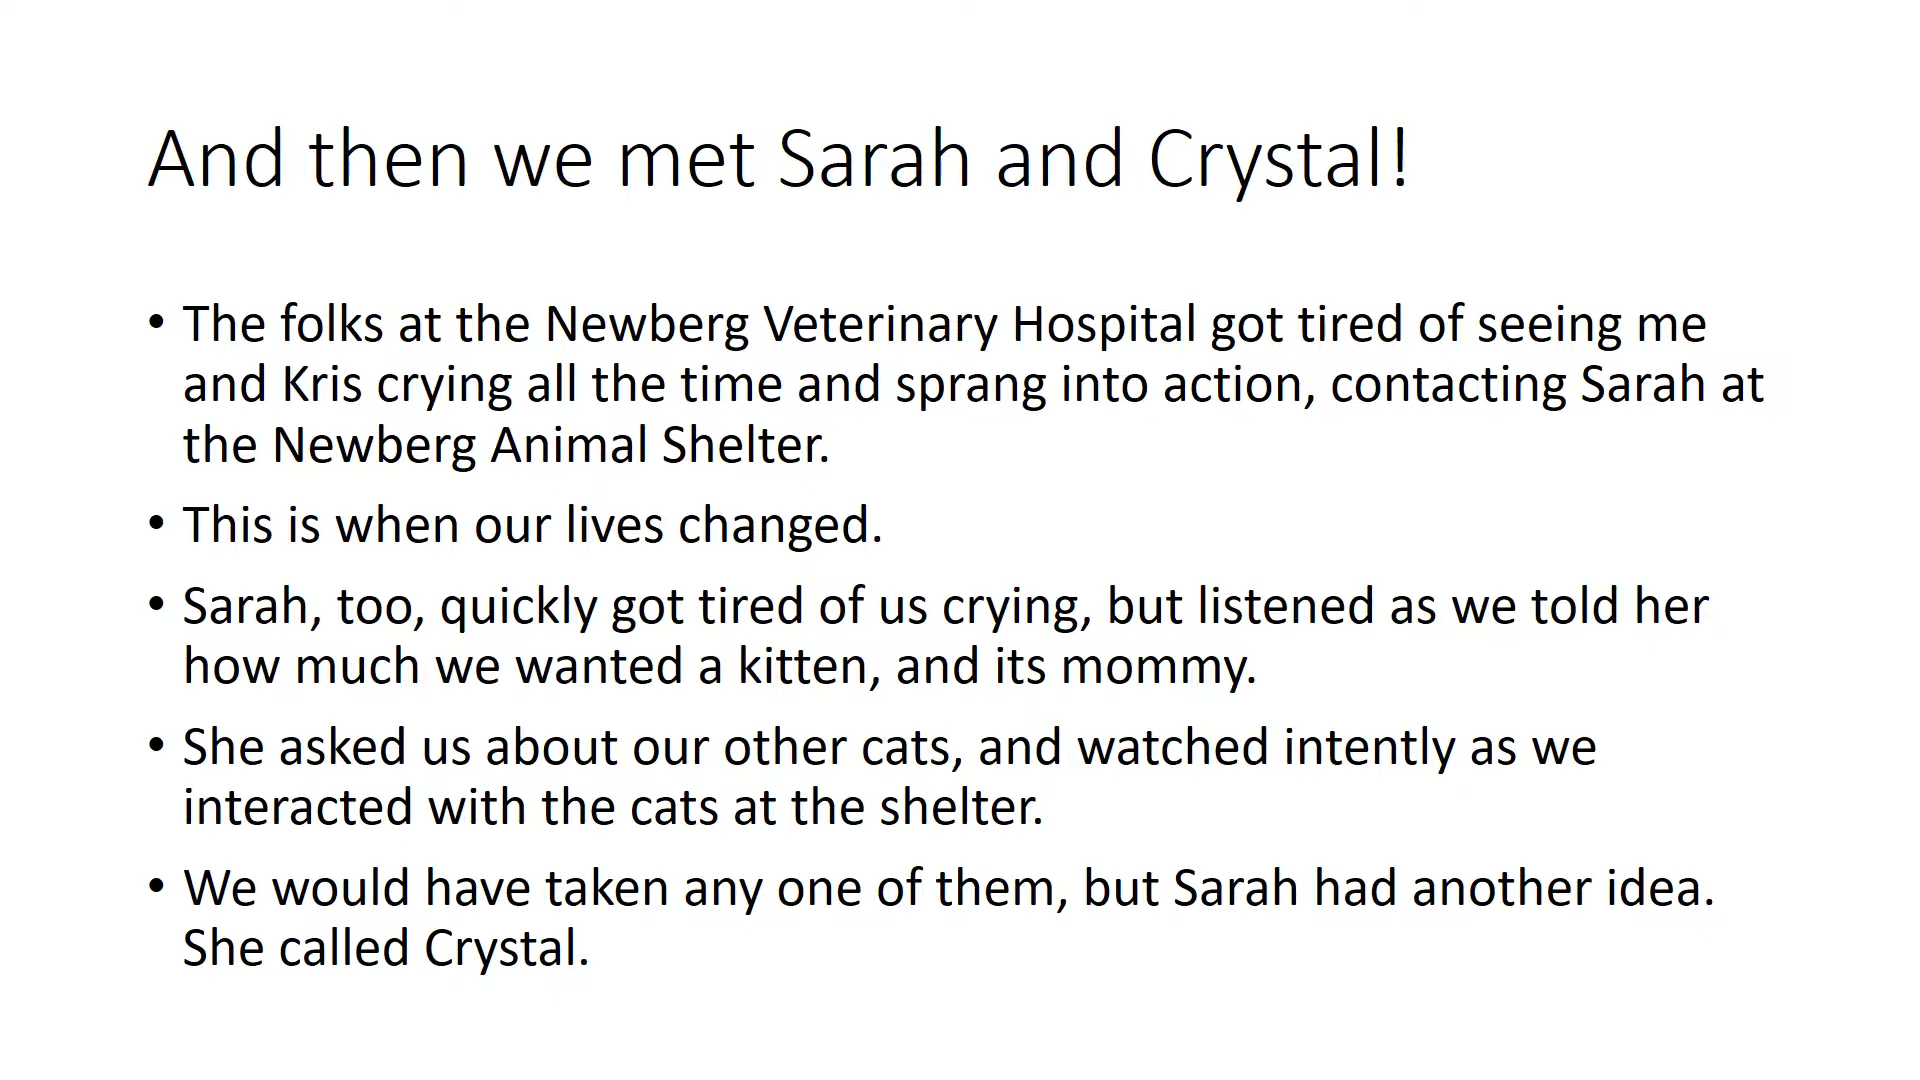 And then we met Sarah and Crystal!
• The folks at the Newberg Veterinary Hospital got tired of seeing me
and Kris crying all the time and sprang into action, contacting Sarah at
the Newberg Animal Shelter.
• This is when our lives changed.
• Sarah, too, quickly got tired of us crying, but listened as we told her
how much we wanted a kitten, and its mommy.
• She asked us about our other cats, and watched intently as we
interacted with the cats at the shelter.
• We would have taken any one of them, but Sarah had another idea.
She called Crystal.